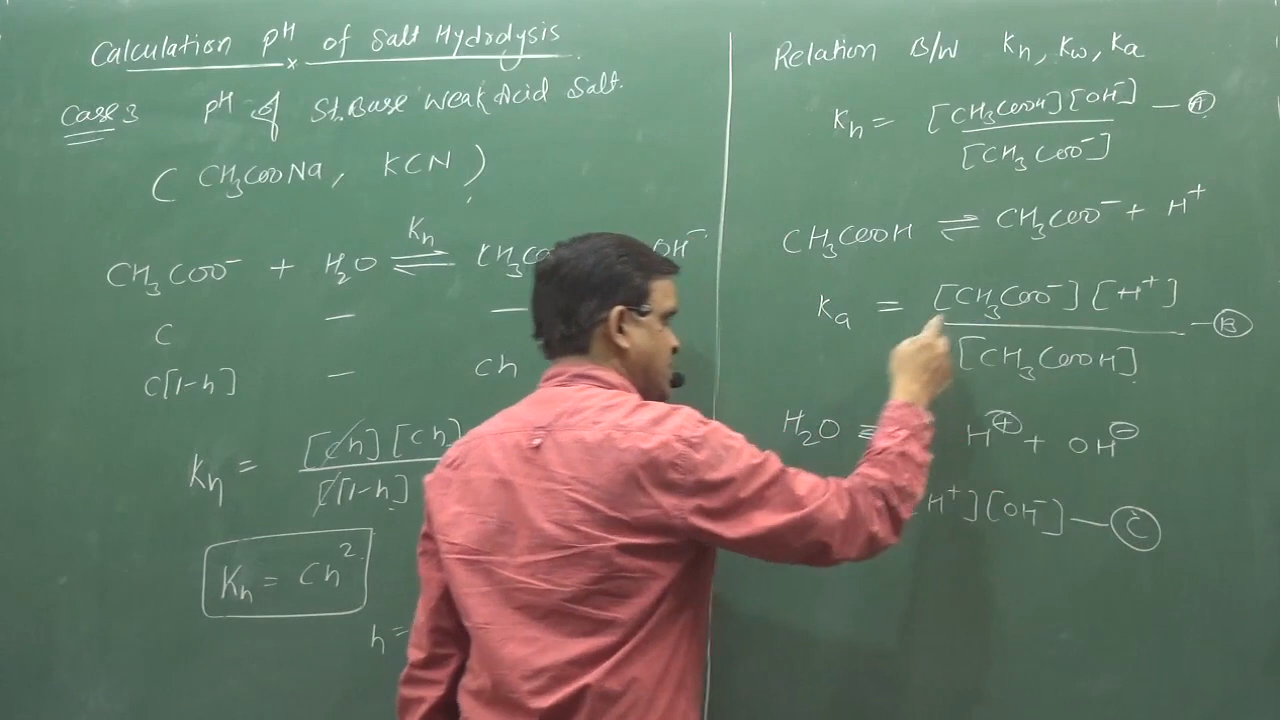 Calculation pH of Salt Hydrolysis
Case 3 pH of St. Base Weak Acid Salt.
( CH₃COONa, KCN )
CH₃COO⁻ + H₂O ⇌ CH₃CO OH⁻
Kh
C — —
C[1-h] — Ch
Kh = [Ch][Ch] / C[1-h]
Kh = Ch²
h =
Relation B/W Kh, Kw, Ka
Kh = [CH₃COOH][OH⁻] / [CH₃COO⁻] — A
CH₃COOH ⇌ CH₃COO⁻ + H⁺
Ka = [CH₃COO⁻][H⁺] / [CH₃COOH] — B
H₂O ⇌ H⁺ + OH⁻
H⁺][OH⁻] — C